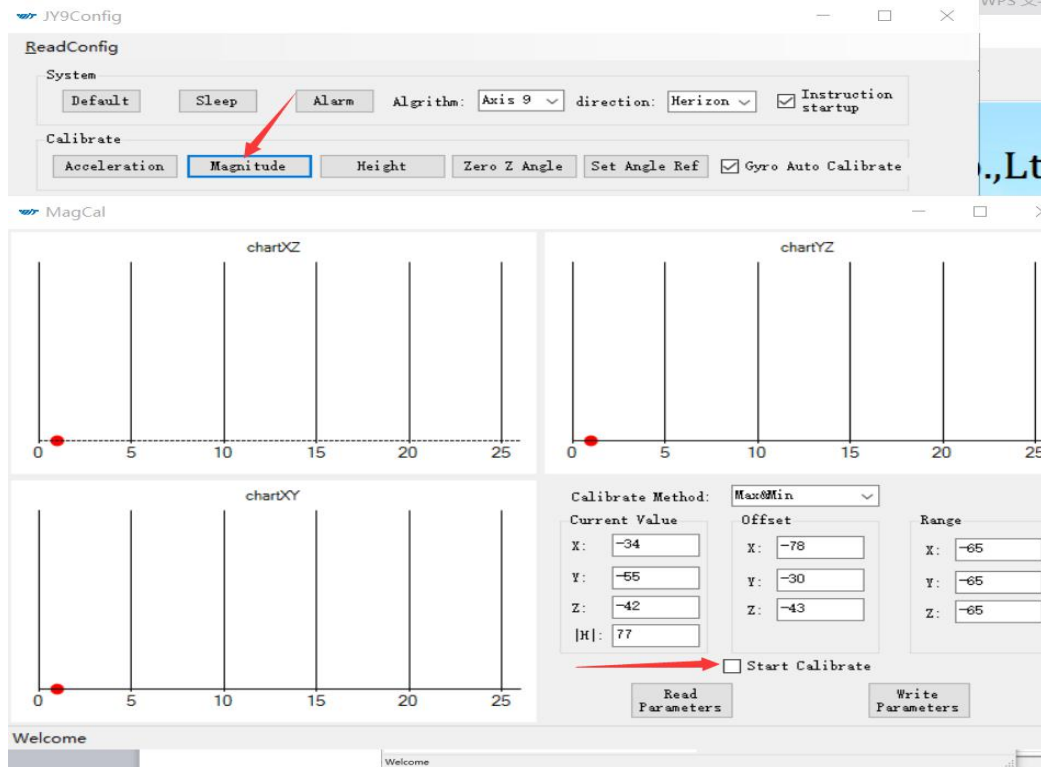 WPS 文
JY9Config
ReadConfig
System
Default Sleep Alarm Algrithm: Axis 9 direction: Herizon Instruction startup
Calibrate
Acceleration Magnitude Height Zero Z Angle Set Angle Ref Gyro Auto Calibrate
.,Lt
MagCal
chartXZ chartYZ
0 5 10 15 20 25 0 5 10 15 20 25
chartXY
0 5 10 15 20 25
Calibrate Method: Max&Min
Current Value Offset Range
X: -34 X: -78 X: -65
Y: -55 Y: -30 Y: -65
Z: -42 Z: -43 Z: -65
|H|: 77
Start Calibrate
Read Parameters Write Parameters
Welcome
Welcome